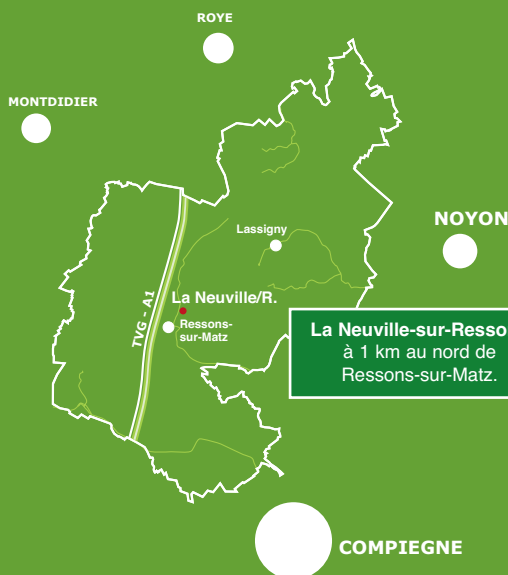 ROYE
MONTDIDIER
NOYON
Lassigny
TVG - A1
La Neuville/R.
Ressons-
sur-Matz
La Neuville-sur-Resso
à 1 km au nord de
Ressons-sur-Matz.
COMPIEGNE